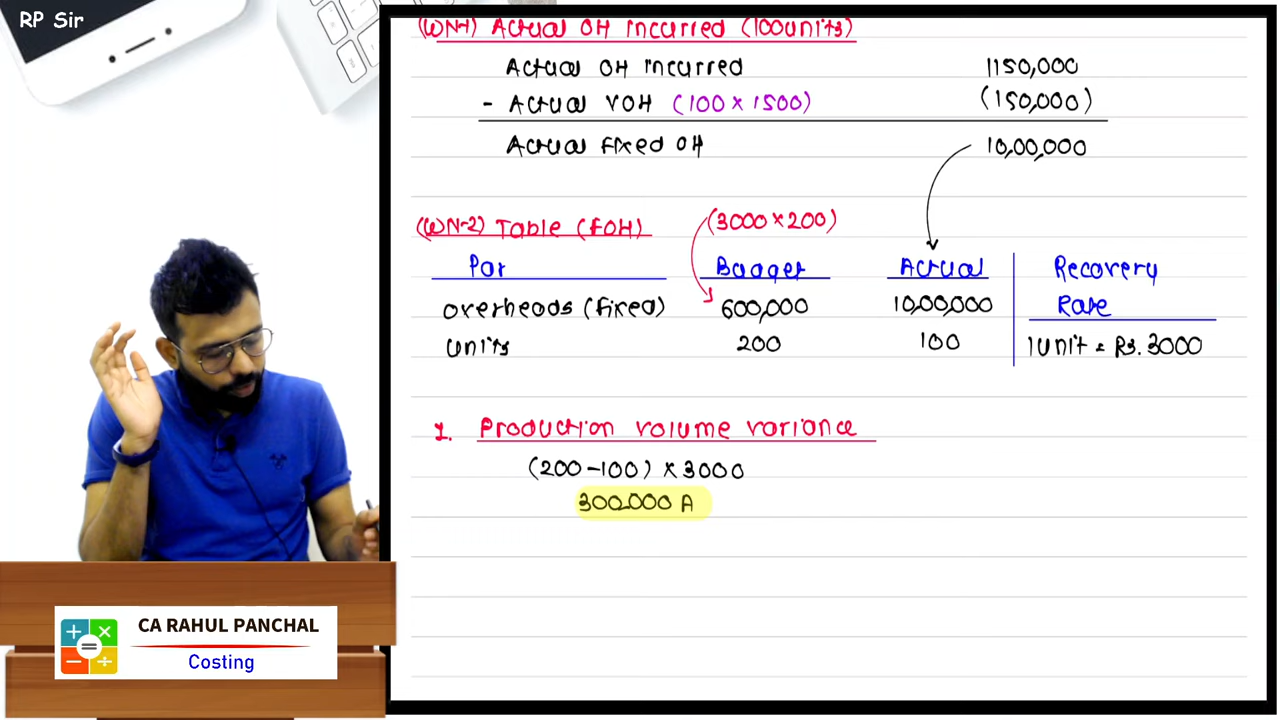 RP Sir
(WN-1) Actual OH Incurred (100units)
Actual OH Incurred 1150,000
- Actual VOH (100 x 1500) (150,000)
Actual Fixed OH 10,00,000
(WN-2) Table (FOH) (3000 x 200)
Par Budget Actual Recovery
overheads (fixed) 600,000 10,00,000 Rate
units 200 100 1unit = Rs. 3000
1. Production volume variance
(200-100) x 3000
300,000 A
CA RAHUL PANCHAL
Costing